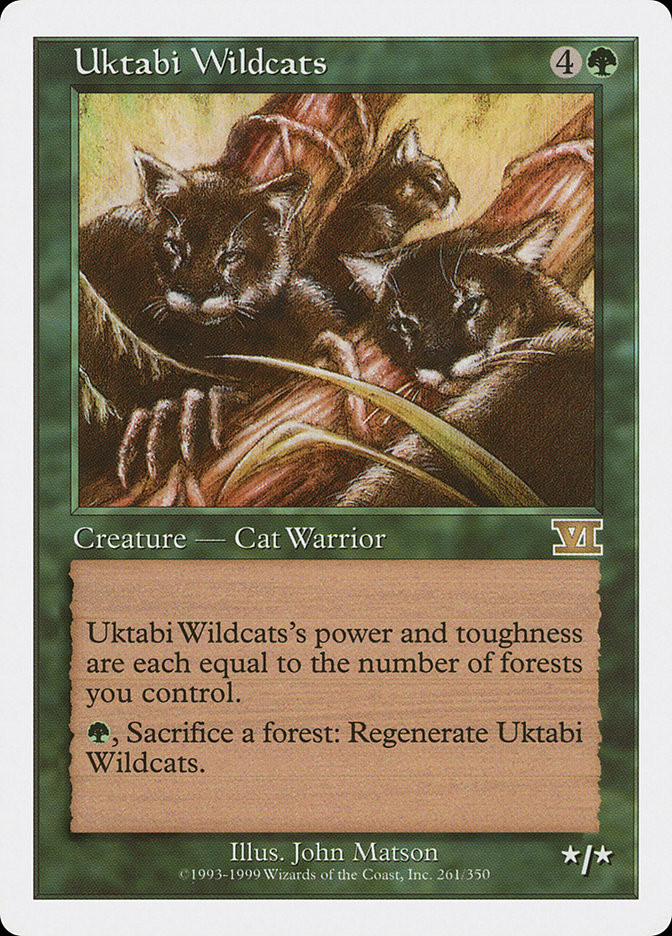 Uktabi Wildcats 4
Creature — Cat Warrior VI
Uktabi Wildcats's power and toughness
are each equal to the number of forests
you control.
, Sacrifice a forest: Regenerate Uktabi
Wildcats.
Illus. John Matson
©1993-1999 Wizards of the Coast, Inc. 261/350
★/★